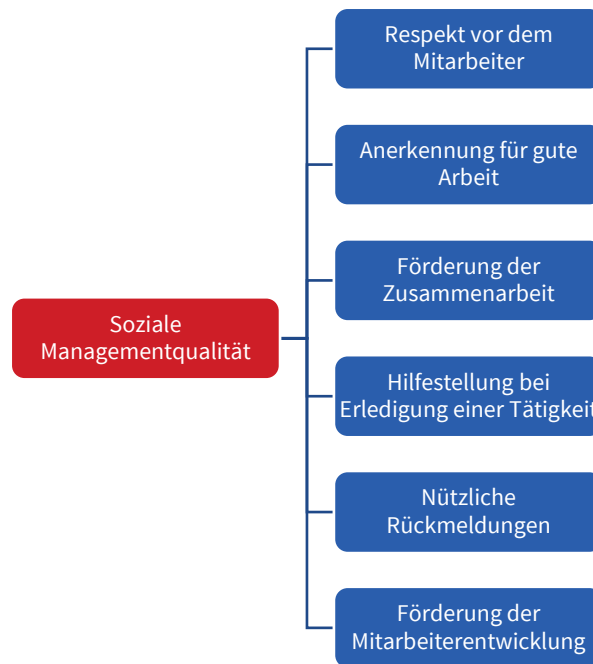 Respekt vor dem
Mitarbeiter
Anerkennung für gute
Arbeit
Förderung der
Zusammenarbeit
Soziale
Managementqualität
Hilfestellung bei
Erledigung einer Tätigkeit
Nützliche
Rückmeldungen
Förderung der
Mitarbeiterentwicklung